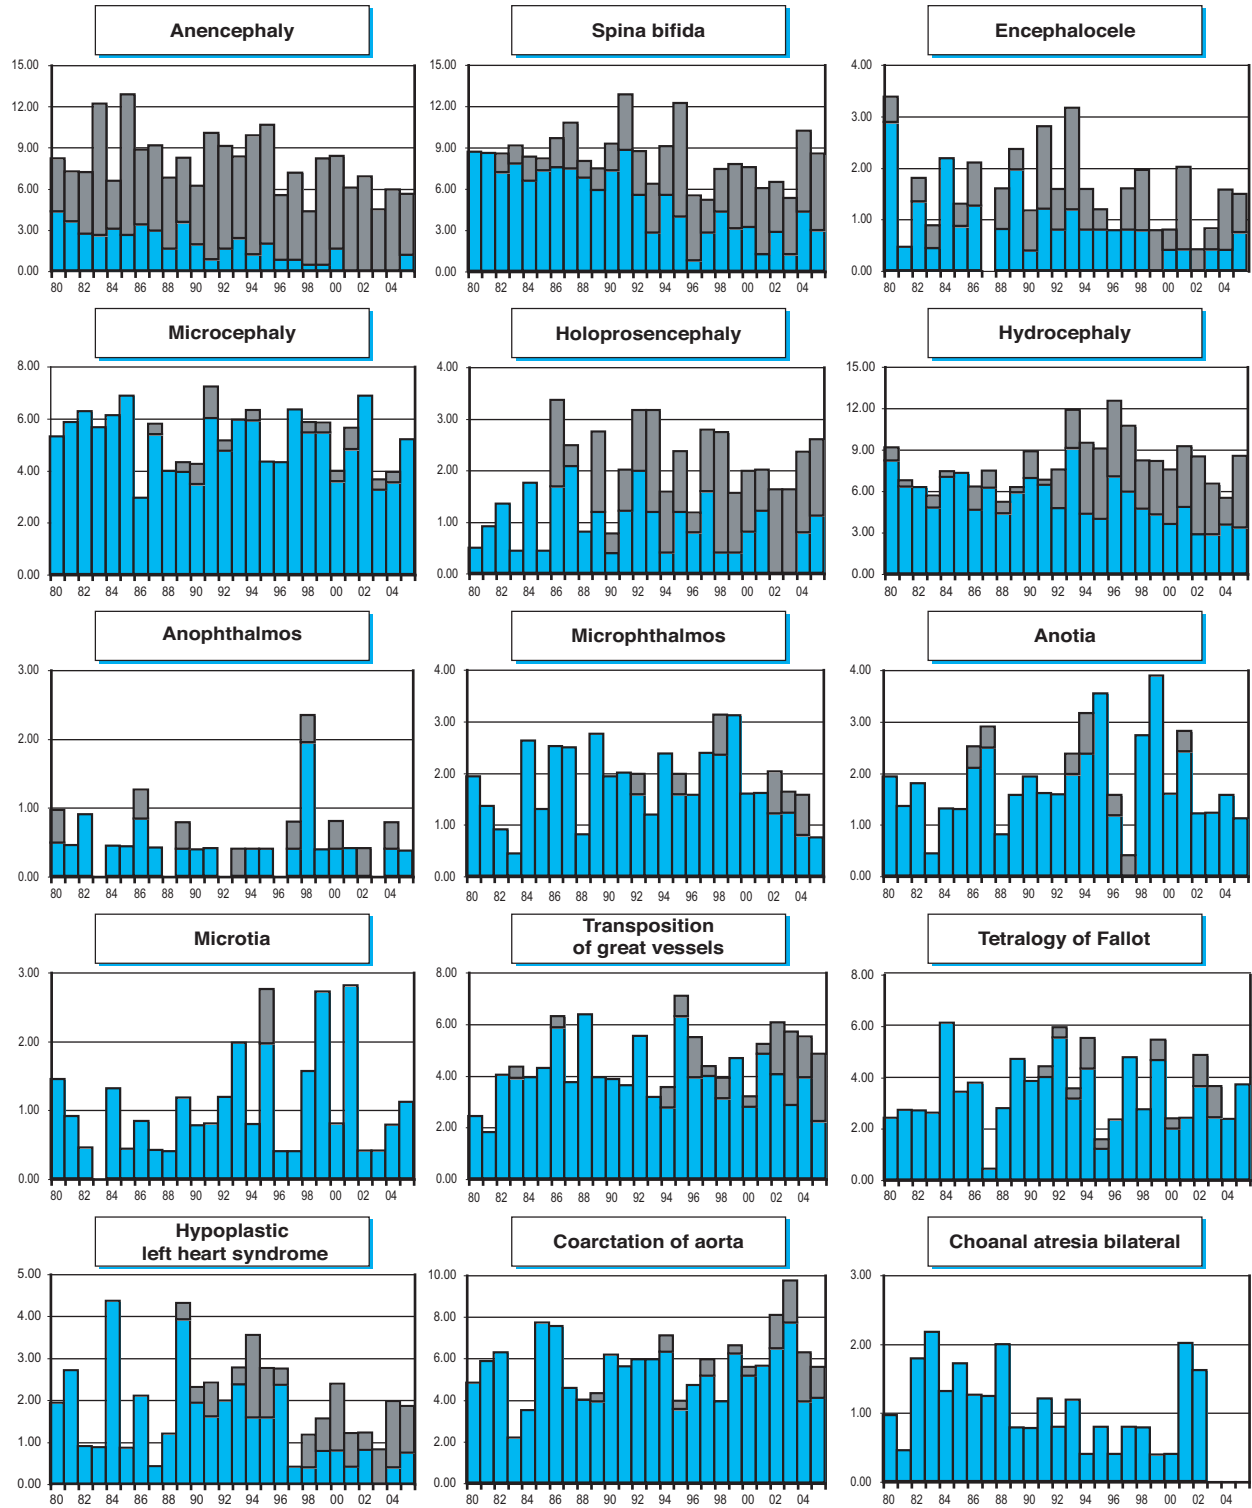 Anencephaly
Spina bifida
Encephalocele
15.00
12.00
9.00
6.00
3.00
0.00
80 82 84 86 88 90 92 94 96 98 00 02 04
15.00
12.00
9.00
6.00
3.00
0.00
80 82 84 86 88 90 92 94 96 98 00 02 04
4.00
3.00
2.00
1.00
0.00
80 82 84 86 88 90 92 94 96 98 00 02 04
Microcephaly
Holoprosencephaly
Hydrocephaly
8.00
6.00
4.00
2.00
0.00
80 82 84 86 88 90 92 94 96 98 00 02 04
4.00
3.00
2.00
1.00
0.00
80 82 84 86 88 90 92 94 96 98 00 02 04
15.00
12.00
9.00
6.00
3.00
0.00
80 82 84 86 88 90 92 94 96 98 00 02 04
Anophthalmos
Microphthalmos
Anotia
3.00
2.00
1.00
0.00
80 82 84 86 88 90 92 94 96 98 00 02 04
4.00
3.00
2.00
1.00
0.00
80 82 84 86 88 90 92 94 96 98 00 02 04
4.00
3.00
2.00
1.00
0.00
80 82 84 86 88 90 92 94 96 98 00 02 04
Microtia
Transposition
of great vessels
Tetralogy of Fallot
3.00
2.00
1.00
0.00
80 82 84 86 88 90 92 94 96 98 00 02 04
8.00
6.00
4.00
2.00
0.00
80 82 84 86 88 90 92 94 96 98 00 02 04
8.00
6.00
4.00
2.00
0.00
80 82 84 86 88 90 92 94 96 98 00 02 04
Hypoplastic
left heart syndrome
Coarctation of aorta
Choanal atresia bilateral
5.00
4.00
3.00
2.00
1.00
0.00
80 82 84 86 88 90 92 94 96 98 00 02 04
10.00
8.00
6.00
4.00
2.00
0.00
80 82 84 86 88 90 92 94 96 98 00 02 04
3.00
2.00
1.00
0.00
80 82 84 86 88 90 92 94 96 98 00 02 04